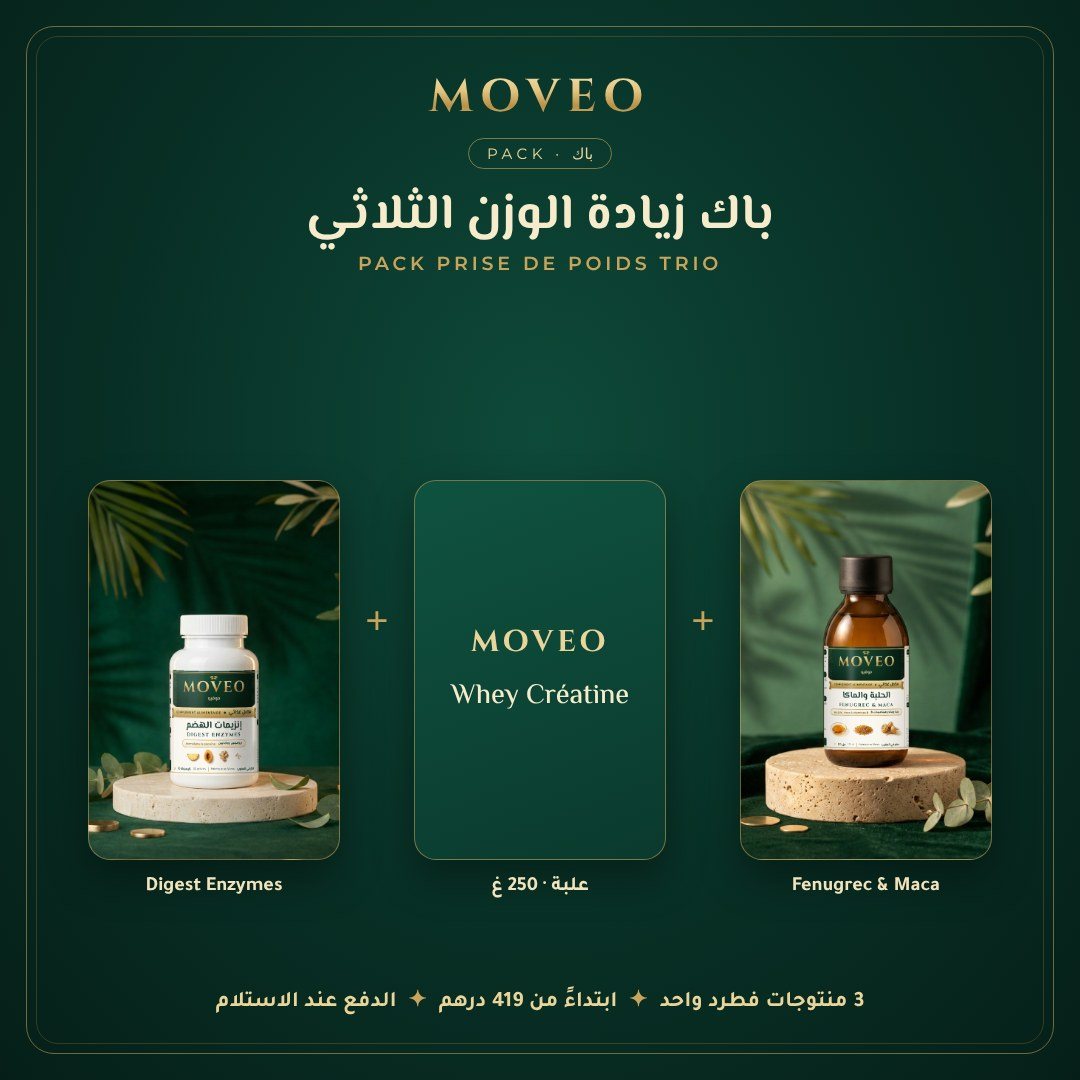 MOVEO
PACK · باك
باك زيادة الوزن الثلاثي
PACK PRISE DE POIDS TRIO
MOVEO
موفيو
إنزيمات الهضم
DIGEST ENZYMES
Digest Enzymes
+
MOVEO
Whey Créatine
علبة · 250 غ
+
MOVEO
الحلبة والماكا
FENUGREC & MACA
Fenugrec & Maca
3 منتوجات فطرد واحد ✦ ابتداءً من 419 درهم ✦ الدفع عند الاستلام